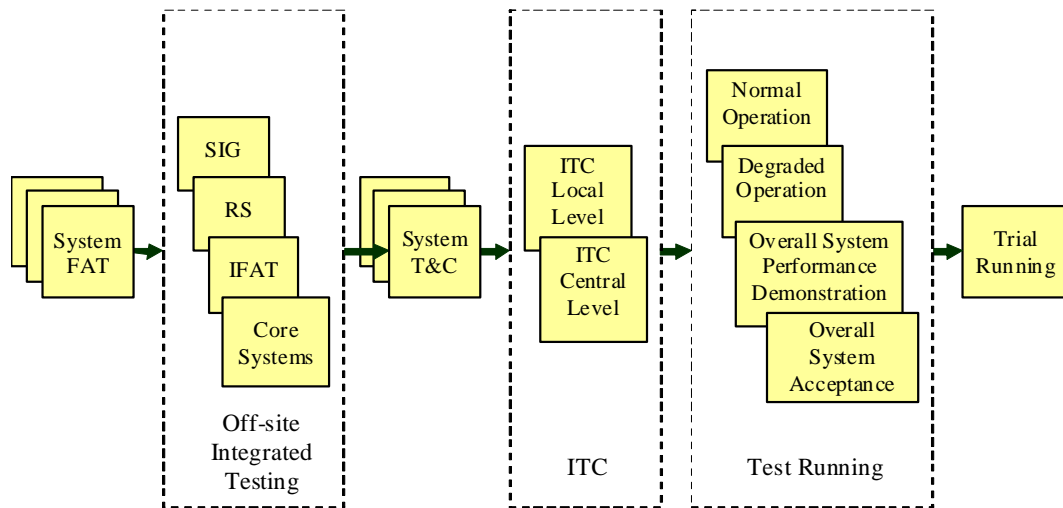 System
FAT
SIG
RS
IFAT
Core
Systems
Off-site
Integrated
Testing
System
T&C
ITC
Local
Level
ITC
Central
Level
ITC
Normal
Operation
Degraded
Operation
Overall System
Performance
Demonstration
Overall
System
Acceptance
Test Running
Trial
Running